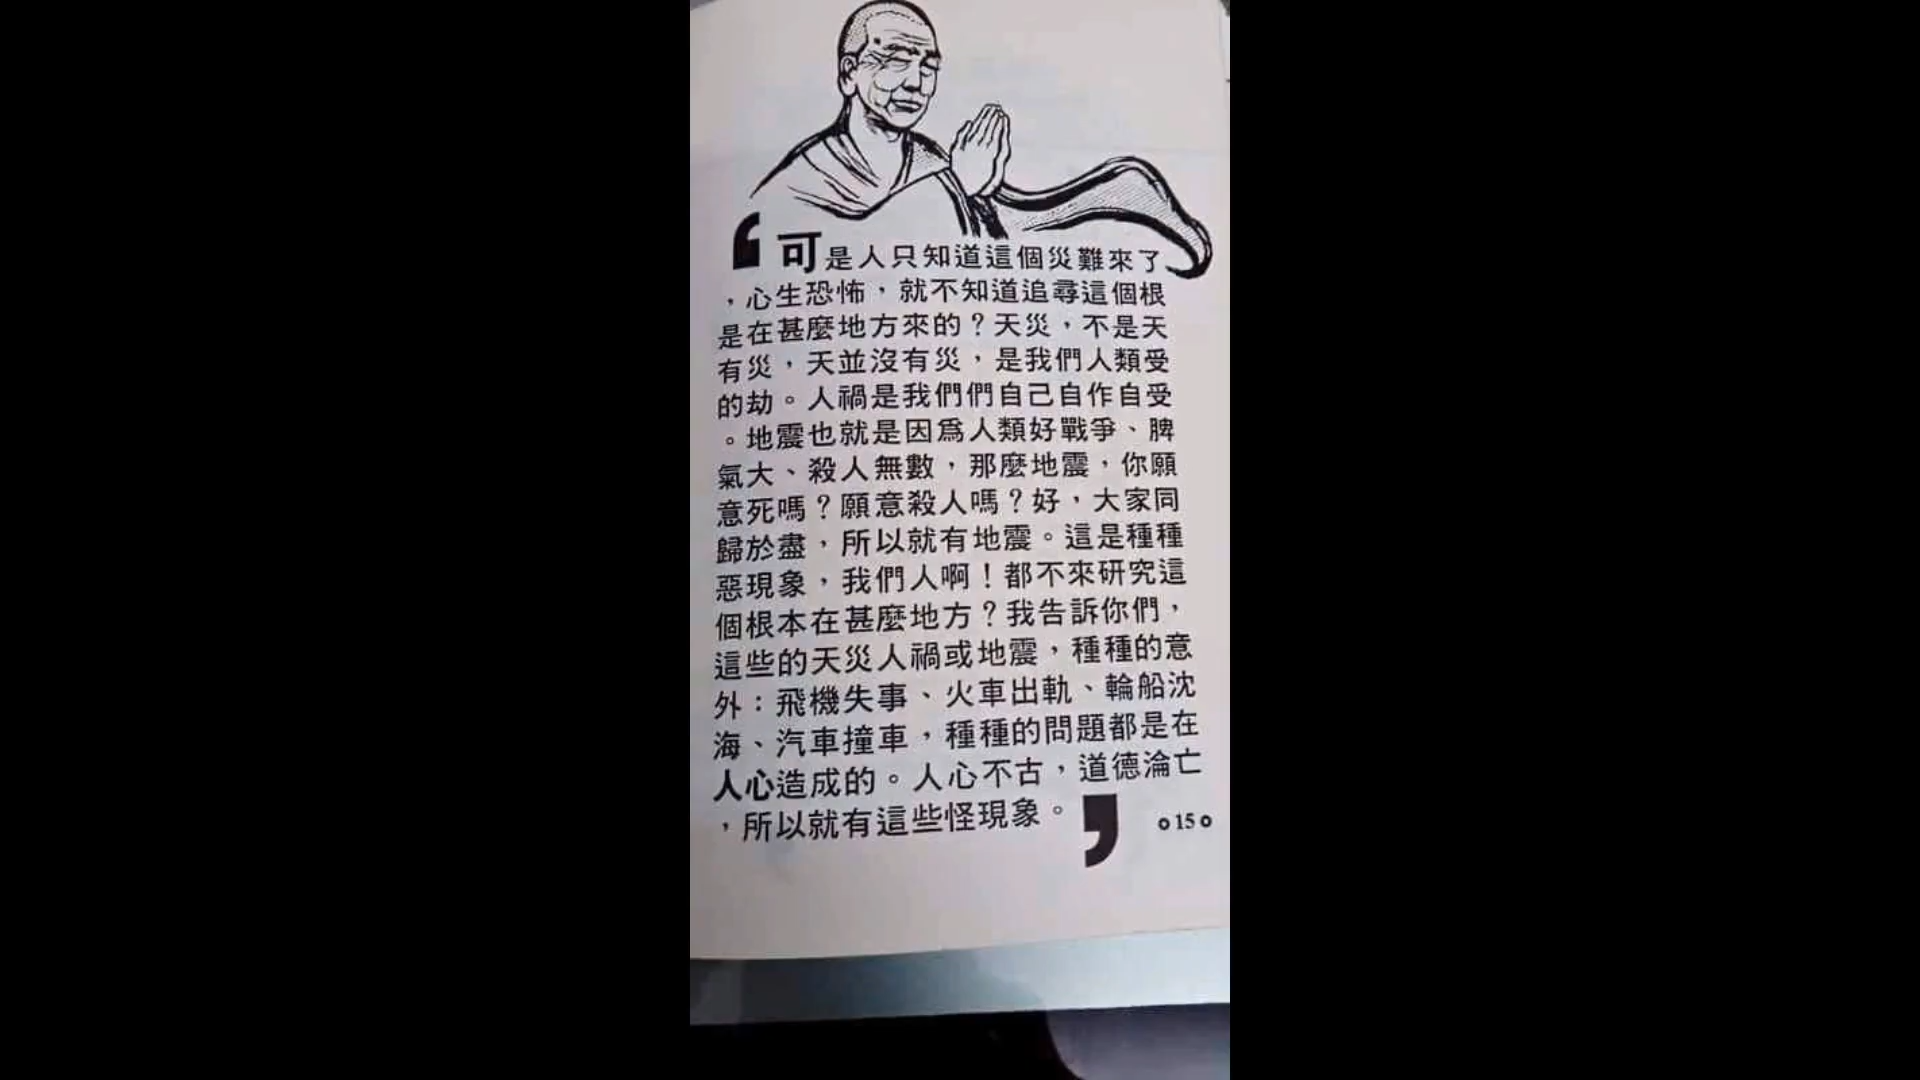 ‘可是人只知道這個災難來了
，心生恐怖，就不知道追尋這個根
是在甚麼地方來的？天災，不是天
有災，天並沒有災，是我們人類受
的劫。人禍是我們們自己自作自受
。地震也就是因爲人類好戰爭、脾
氣大、殺人無數，那麼地震，你願
意死嗎？願意殺人嗎？好，大家同
歸於盡，所以就有地震。這是種種
惡現象，我們人啊！都不來研究這
個根本在甚麼地方？我告訴你們，
這些的天災人禍或地震，種種的意
外：飛機失事、火車出軌、輪船沈
海、汽車撞車，種種的問題都是在
人心造成的。人心不古，道德淪亡
，所以就有這些怪現象。’
15